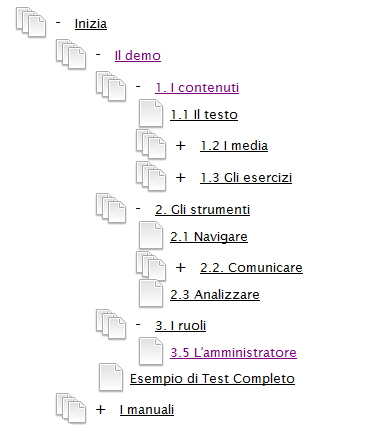 - Inizia
- Il demo
- 1. I contenuti
1.1 Il testo
+ 1.2 I media
+ 1.3 Gli esercizi
- 2. Gli strumenti
2.1 Navigare
+ 2.2. Comunicare
2.3 Analizzare
- 3. I ruoli
3.5 L'amministratore
Esempio di Test Completo
+ I manuali